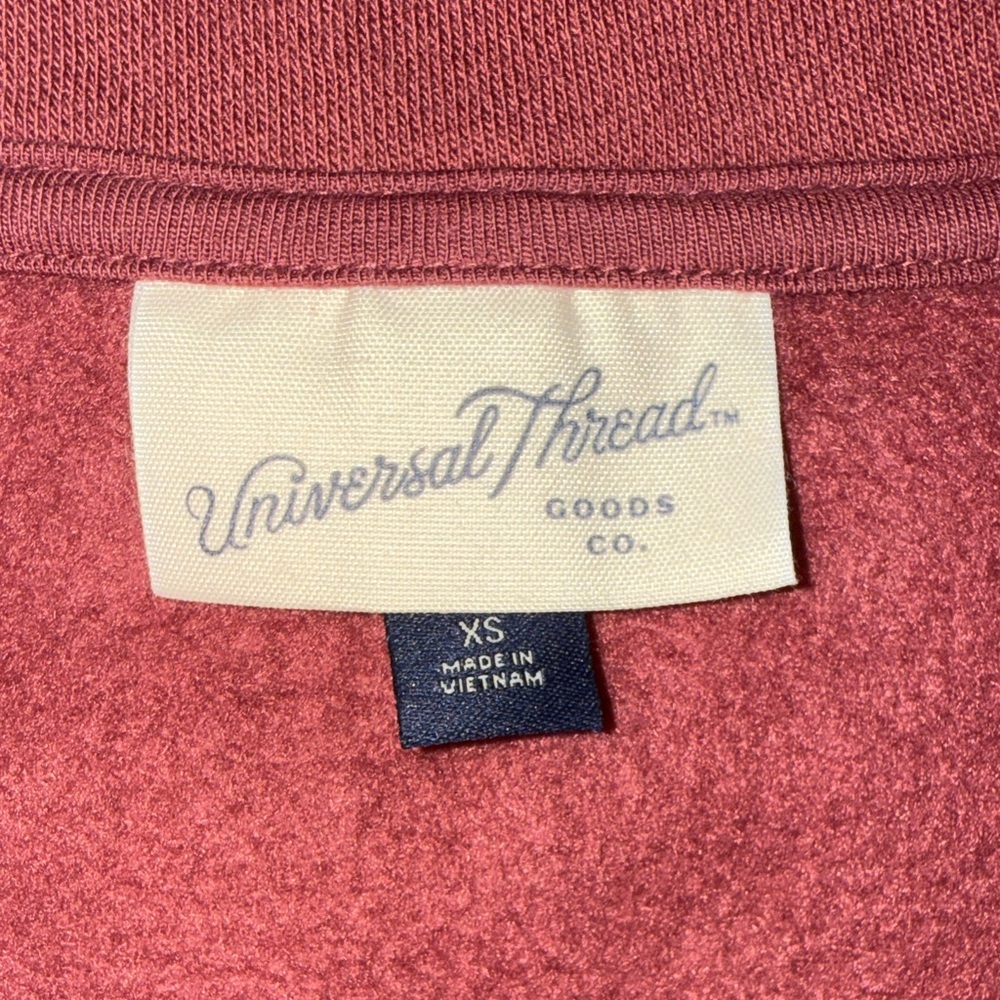 Universal Thread™
GOODS
CO.
XS
MADE IN
VIETNAM